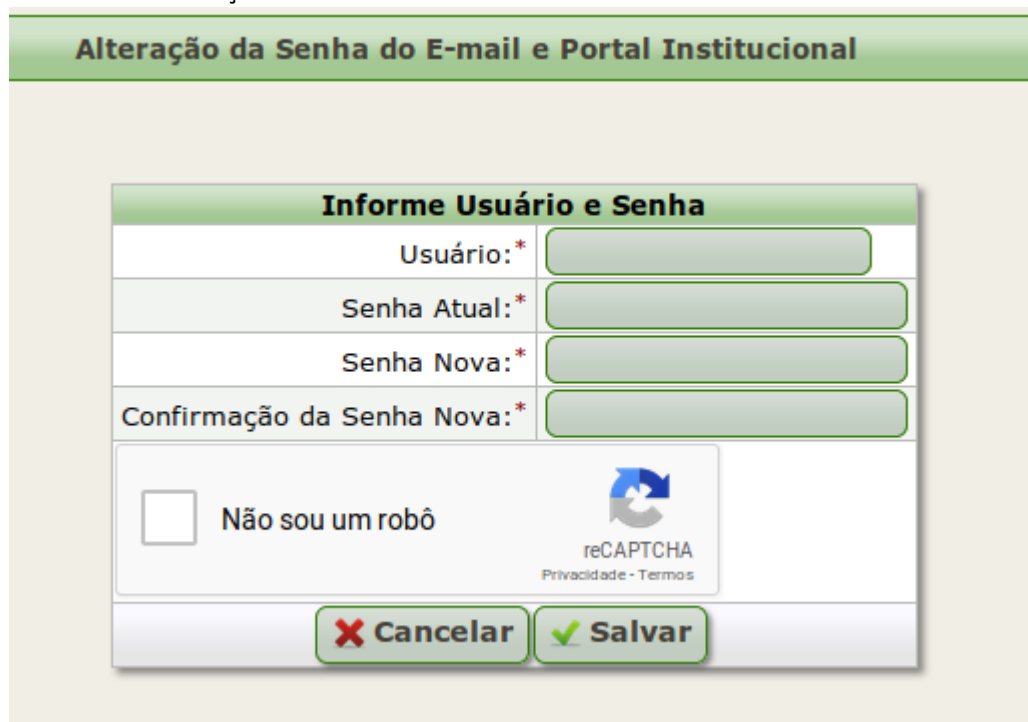 Alteração da Senha do E-mail e Portal Institucional
Informe Usuário e Senha
Usuário:*
Senha Atual:*
Senha Nova:*
Confirmação da Senha Nova:*
Não sou um robô
reCAPTCHA
Privacidade - Termos
Cancelar
Salvar